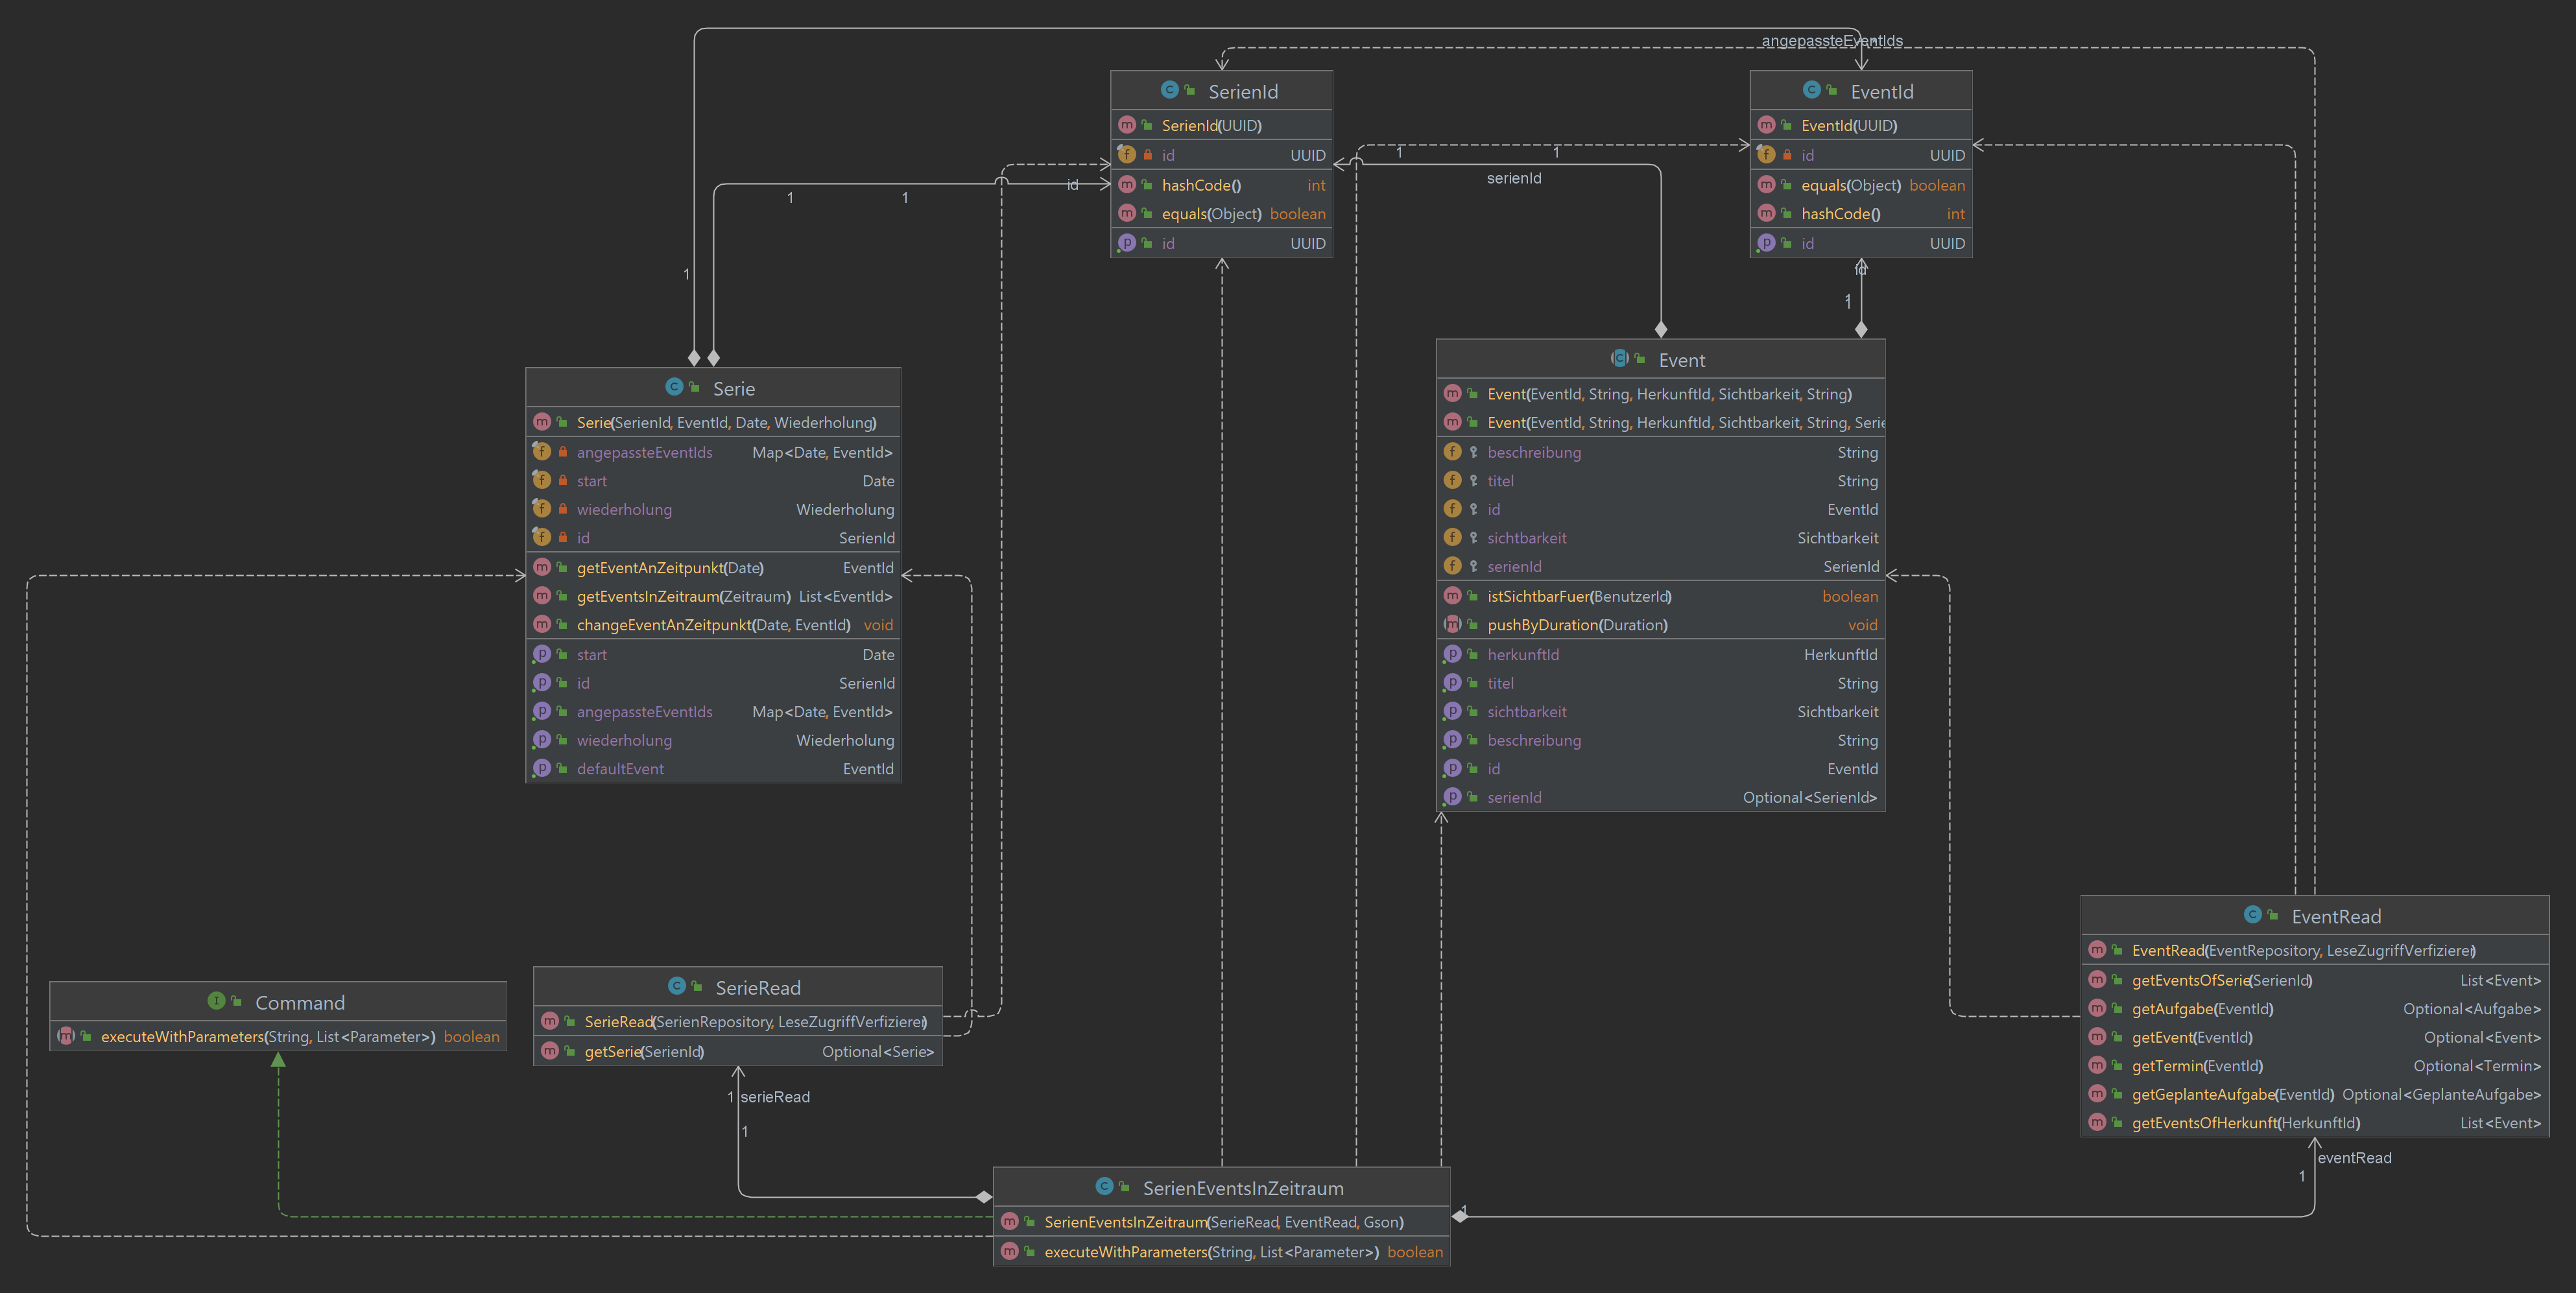 angepassteEventIds
SerienId
SerienId(UUID)
id UUID
hashCode() int
equals(Object) boolean
id UUID
EventId
EventId(UUID)
id UUID
equals(Object) boolean
hashCode() int
id UUID
1
1
serienId
id
1
1
1
id
1
Serie
Serie(SerienId, EventId, Date, Wiederholung)
angepassteEventIds Map<Date, EventId>
start Date
wiederholung Wiederholung
id SerienId
getEventAnZeitpunkt(Date) EventId
getEventsInZeitraum(Zeitraum) List<EventId>
changeEventAnZeitpunkt(Date, EventId) void
start Date
id SerienId
angepassteEventIds Map<Date, EventId>
wiederholung Wiederholung
defaultEvent EventId
Event
Event(EventId, String, HerkunftId, Sichtbarkeit, String)
Event(EventId, String, HerkunftId, Sichtbarkeit, String, Serie
beschreibung String
titel String
id EventId
sichtbarkeit Sichtbarkeit
serienId SerienId
istSichtbarFuer(BenutzerId) boolean
pushByDuration(Duration) void
herkunftId HerkunftId
titel String
sichtbarkeit Sichtbarkeit
beschreibung String
id EventId
serienId Optional<SerienId>
EventRead
EventRead(EventRepository, LeseZugriffVerfizierer)
getEventsOfSerie(SerienId) List<Event>
getAufgabe(EventId) Optional<Aufgabe>
getEvent(EventId) Optional<Event>
getTermin(EventId) Optional<Termin>
getGeplanteAufgabe(EventId) Optional<GeplanteAufgabe>
getEventsOfHerkunft(HerkunftId) List<Event>
Command
executeWithParameters(String, List<Parameter>) boolean
SerieRead
SerieRead(SerienRepository, LeseZugriffVerfizierer)
getSerie(SerienId) Optional<Serie>
1 serieRead
1
eventRead
1
1
SerienEventsInZeitraum
SerienEventsInZeitraum(SerieRead, EventRead, Gson)
executeWithParameters(String, List<Parameter>) boolean